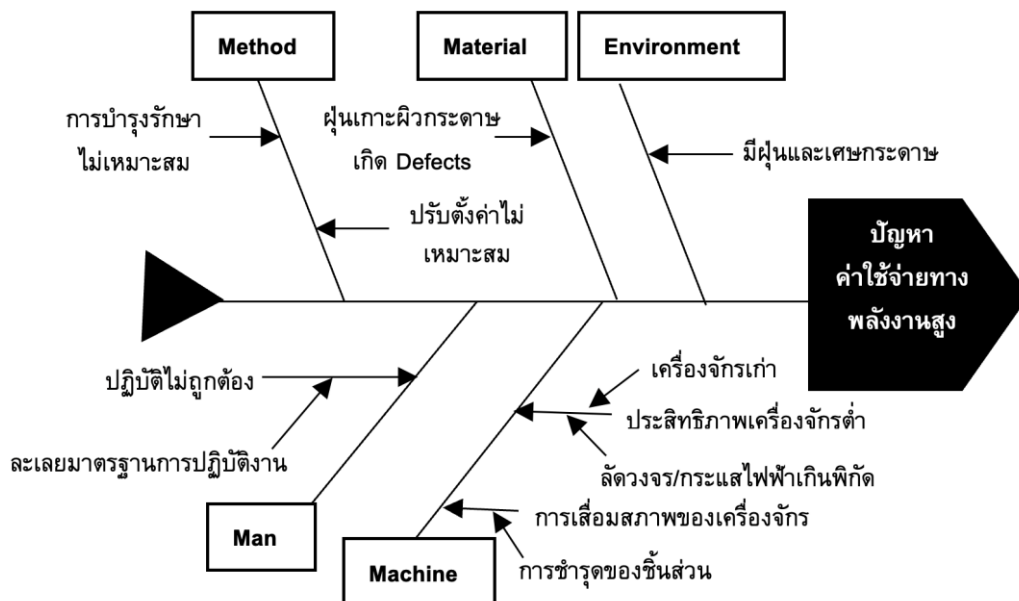 Method
Material
Environment
การบำรุงรักษา
ไม่เหมาะสม
ฝุ่นเกาะผิวกระดาษ
เกิด Defects
มีฝุ่นและเศษกระดาษ
ปรับตั้งค่าไม่
เหมาะสม
ปัญหา
ค่าใช้จ่ายทาง
พลังงานสูง
ปฏิบัติไม่ถูกต้อง
ละเลยมาตรฐานการปฏิบัติงาน
เครื่องจักรเก่า
ประสิทธิภาพเครื่องจักรต่ำ
ลัดวงจร/กระแสไฟฟ้าเกินพิกัด
การเสื่อมสภาพของเครื่องจักร
การชำรุดของชิ้นส่วน
Man
Machine